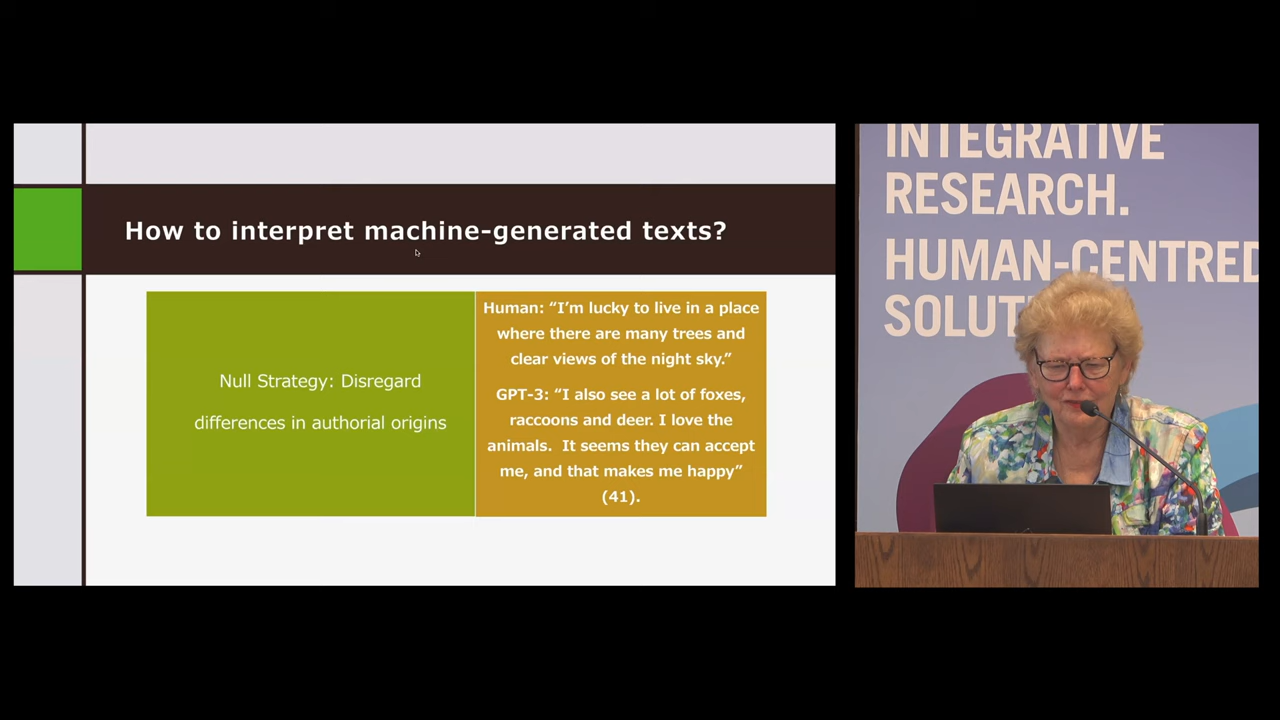 How to interpret machine-generated texts?
Null Strategy: Disregard
differences in authorial origins
Human: “I’m lucky to live in a place
where there are many trees and
clear views of the night sky.”
GPT-3: “I also see a lot of foxes,
raccoons and deer. I love the
animals.  It seems they can accept
me, and that makes me happy”
(41).
INTEGRATIVE
RESEARCH.
HUMAN-CENTRED